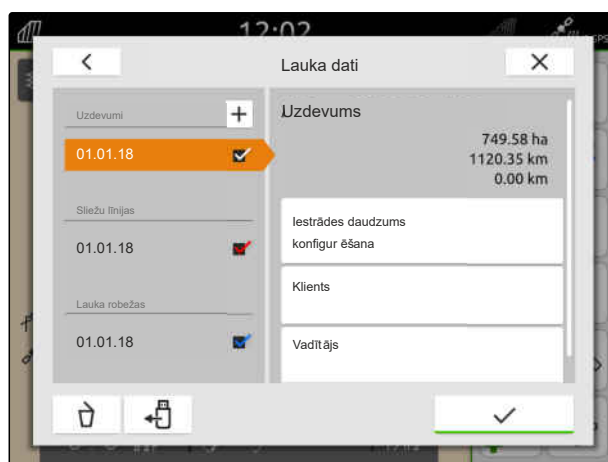 12:02
GPS
Lauka dati
Uzdevumi
01.01.18
Sliežu līnijas
01.01.18
Lauka robežas
01.01.18
Uzdevums
749.58 ha
1120.35 km
0.00 km
Iestrādes daudzums
konfigur ēšana
Klients
Vadītājs